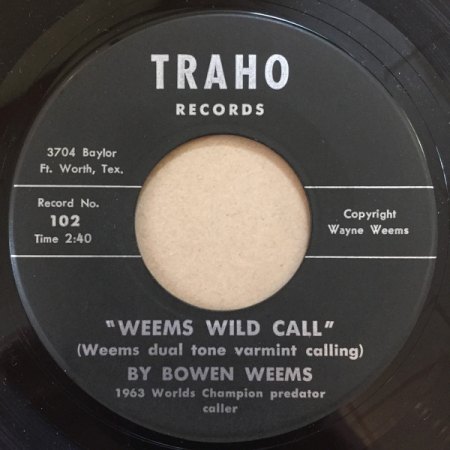 TRAHO
RECORDS
3704 Baylor
Ft. Worth, Tex.
Record No.
102
Time 2:40
Copyright
Wayne Weems
"WEEMS WILD CALL"
(Weems dual tone varmint calling)
BY BOWEN WEEMS
1963 Worlds Champion predator
caller